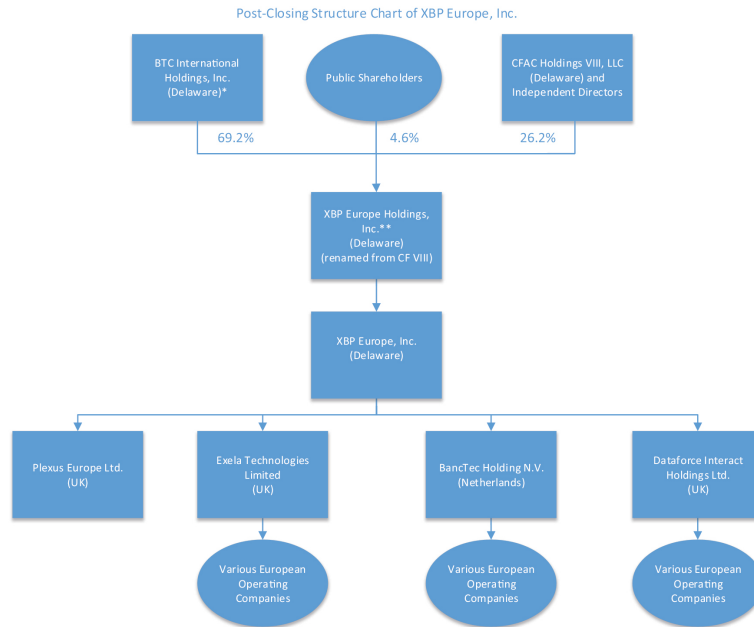 Post-Closing Structure Chart of XBP Europe, Inc.
BTC International
Holdings, Inc.
(Delaware)*
Public Shareholders
CFAC Holdings VIII, LLC
(Delaware) and
Independent Directors
69.2%
4.6%
26.2%
XBP Europe Holdings,
Inc.**
(Delaware)
(renamed from CF VIII)
XBP Europe, Inc.
(Delaware)
Plexus Europe Ltd.
(UK)
Exela Technologies
Limited
(UK)
BancTec Holding N.V.
(Netherlands)
Dataforce Interact
Holdings Ltd.
(UK)
Various European
Operating
Companies
Various European
Operating
Companies
Various European
Operating
Companies